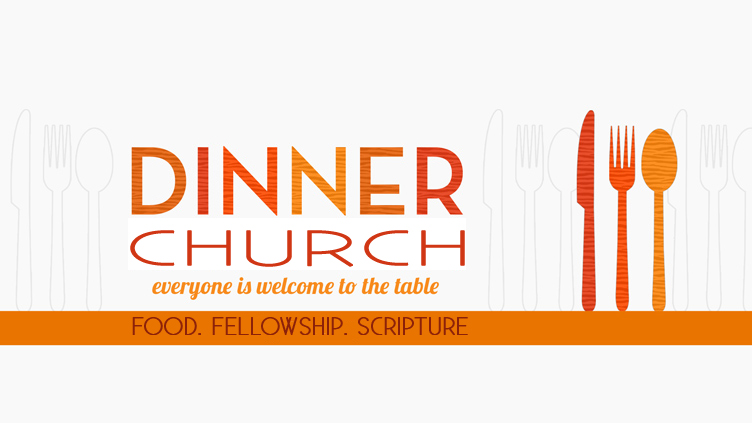 DINNER
CHURCH
everyone is welcome to the table
FOOD. FELLOWSHIP. SCRIPTURE